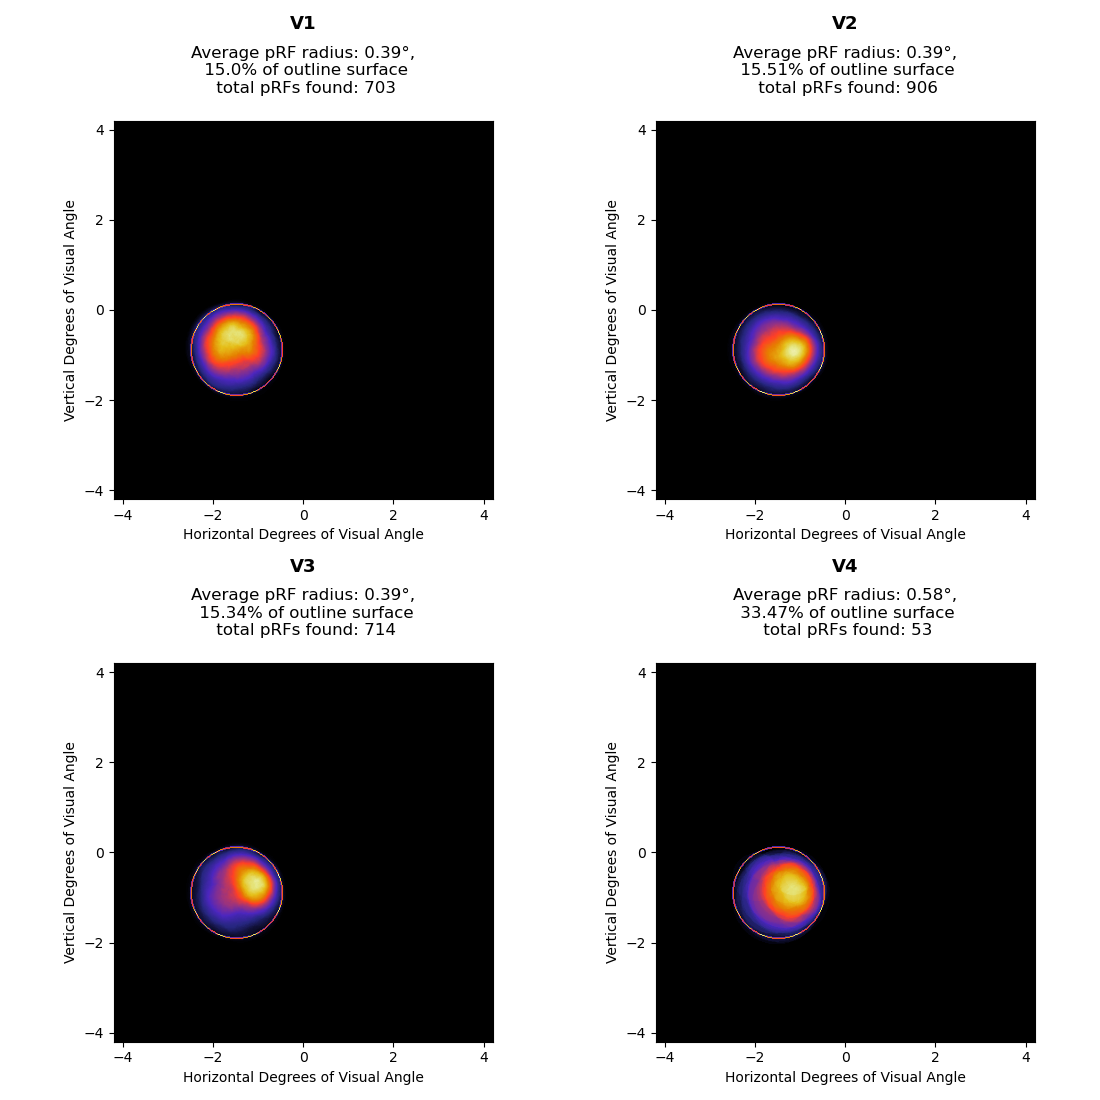 V1
Average pRF radius: 0.39°,
15.0% of outline surface
total pRFs found: 703
4
2
0
−2
−4
Vertical Degrees of Visual Angle
−4 −2 0 2 4
Horizontal Degrees of Visual Angle
V2
Average pRF radius: 0.39°,
15.51% of outline surface
total pRFs found: 906
4
2
0
−2
−4
Vertical Degrees of Visual Angle
−4 −2 0 2 4
Horizontal Degrees of Visual Angle
V3
Average pRF radius: 0.39°,
15.34% of outline surface
total pRFs found: 714
4
2
0
−2
−4
Vertical Degrees of Visual Angle
−4 −2 0 2 4
Horizontal Degrees of Visual Angle
V4
Average pRF radius: 0.58°,
33.47% of outline surface
total pRFs found: 53
4
2
0
−2
−4
Vertical Degrees of Visual Angle
−4 −2 0 2 4
Horizontal Degrees of Visual Angle